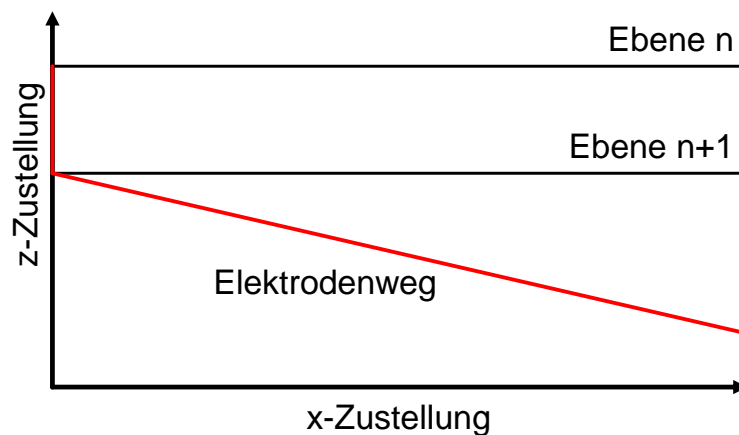 Ebene n
Ebene n+1
z-Zustellung
Elektrodenweg
x-Zustellung